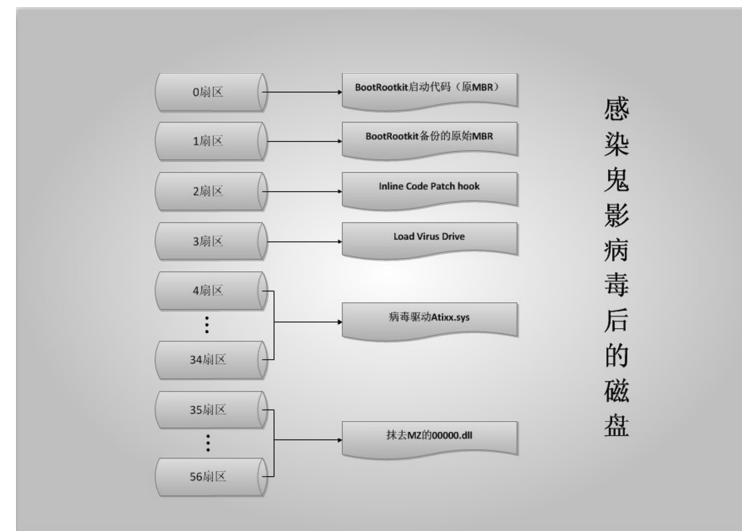 0扇区
BootRootkit启动代码（原MBR）
1扇区
BootRootkit备份的原始MBR
2扇区
Inline Code Patch hook
3扇区
Load Virus Drive
4扇区
34扇区
病毒驱动Atixx.sys
35扇区
56扇区
抹去MZ的00000.dll
感染鬼影病毒后的磁盘